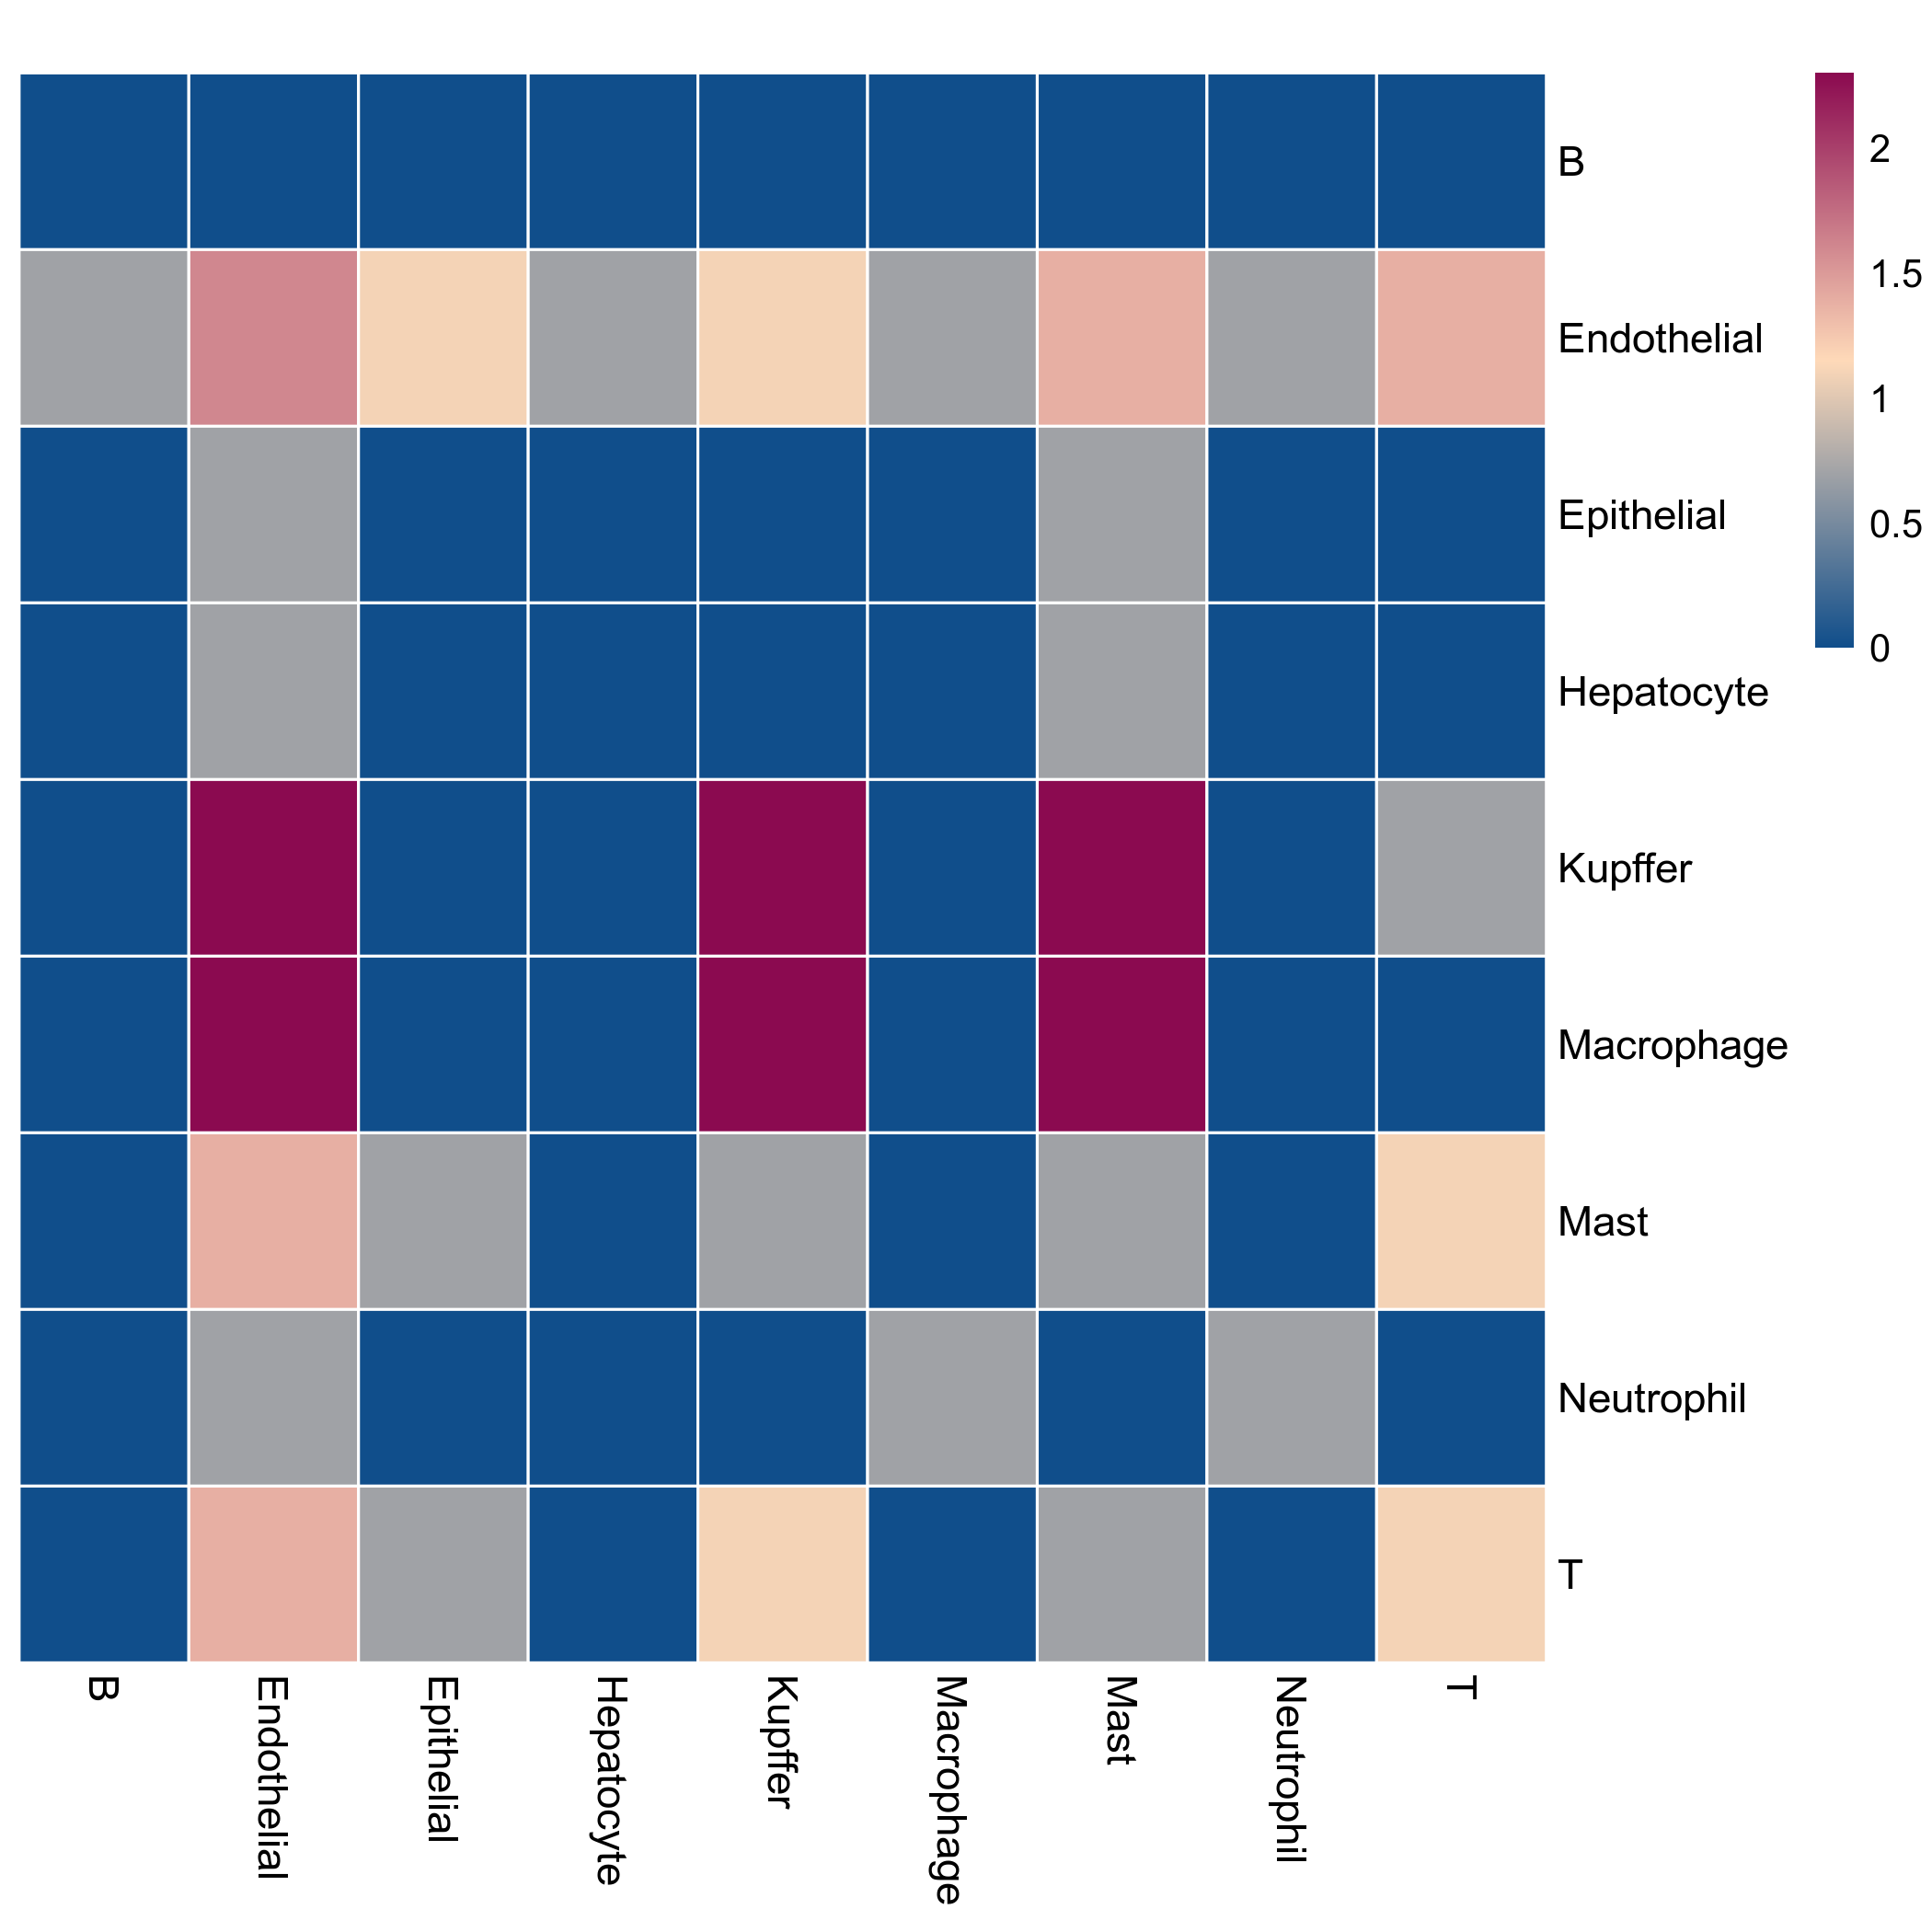 B
Endothelial
Epithelial
Hepatocyte
Kupffer
Macrophage
Mast
Neutrophil
T
2
1.5
1
0.5
0
B
Endothelial
Epithelial
Hepatocyte
Kupffer
Macrophage
Mast
Neutrophil
T